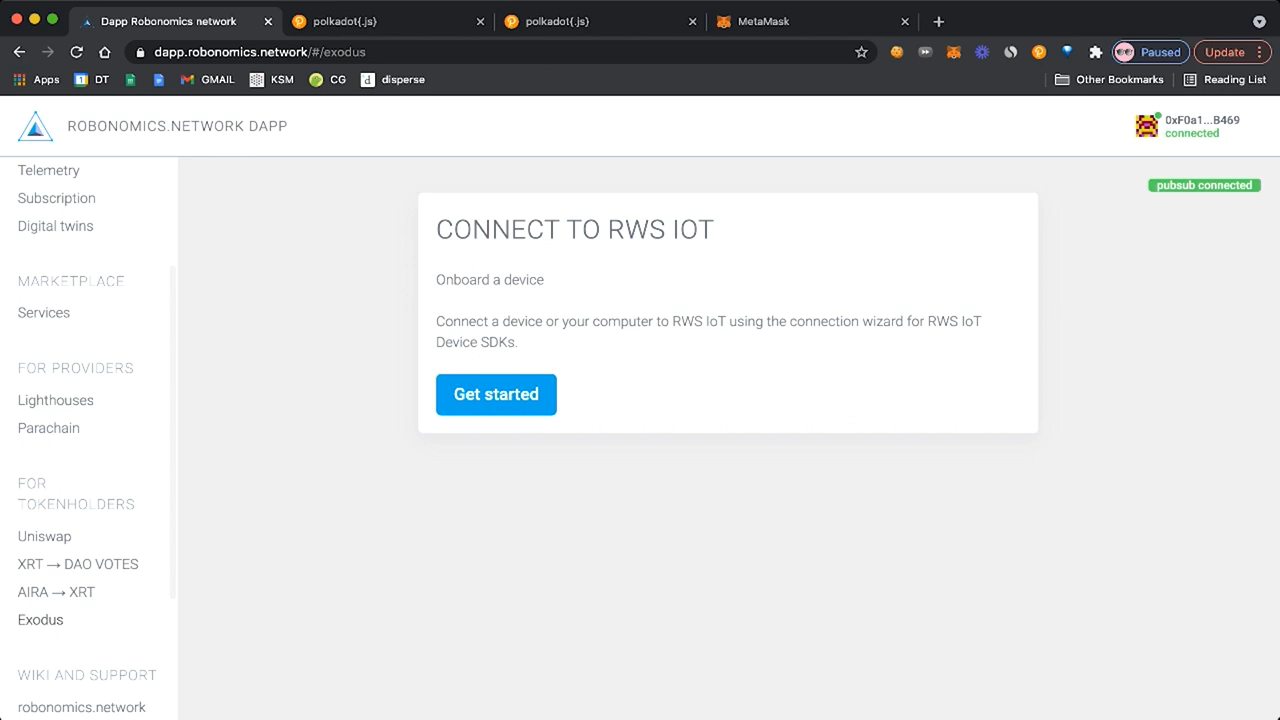 Dapp Robonomics network
polkadot{.js}
polkadot{.js}
MetaMask
dapp.robonomics.network/#/exodus
Paused
Update
Apps
DT
GMAIL
KSM
CG
disperse
Other Bookmarks
Reading List
ROBONOMICS.NETWORK DAPP
0xF0a1...B469
connected
pubsub connected
Telemetry
Subscription
Digital twins
MARKETPLACE
Services
FOR PROVIDERS
Lighthouses
Parachain
FOR
TOKENHOLDERS
Uniswap
XRT → DAO VOTES
AIRA → XRT
Exodus
WIKI AND SUPPORT
robonomics.network
CONNECT TO RWS IOT
Onboard a device
Connect a device or your computer to RWS IoT using the connection wizard for RWS IoT
Device SDKs.
Get started